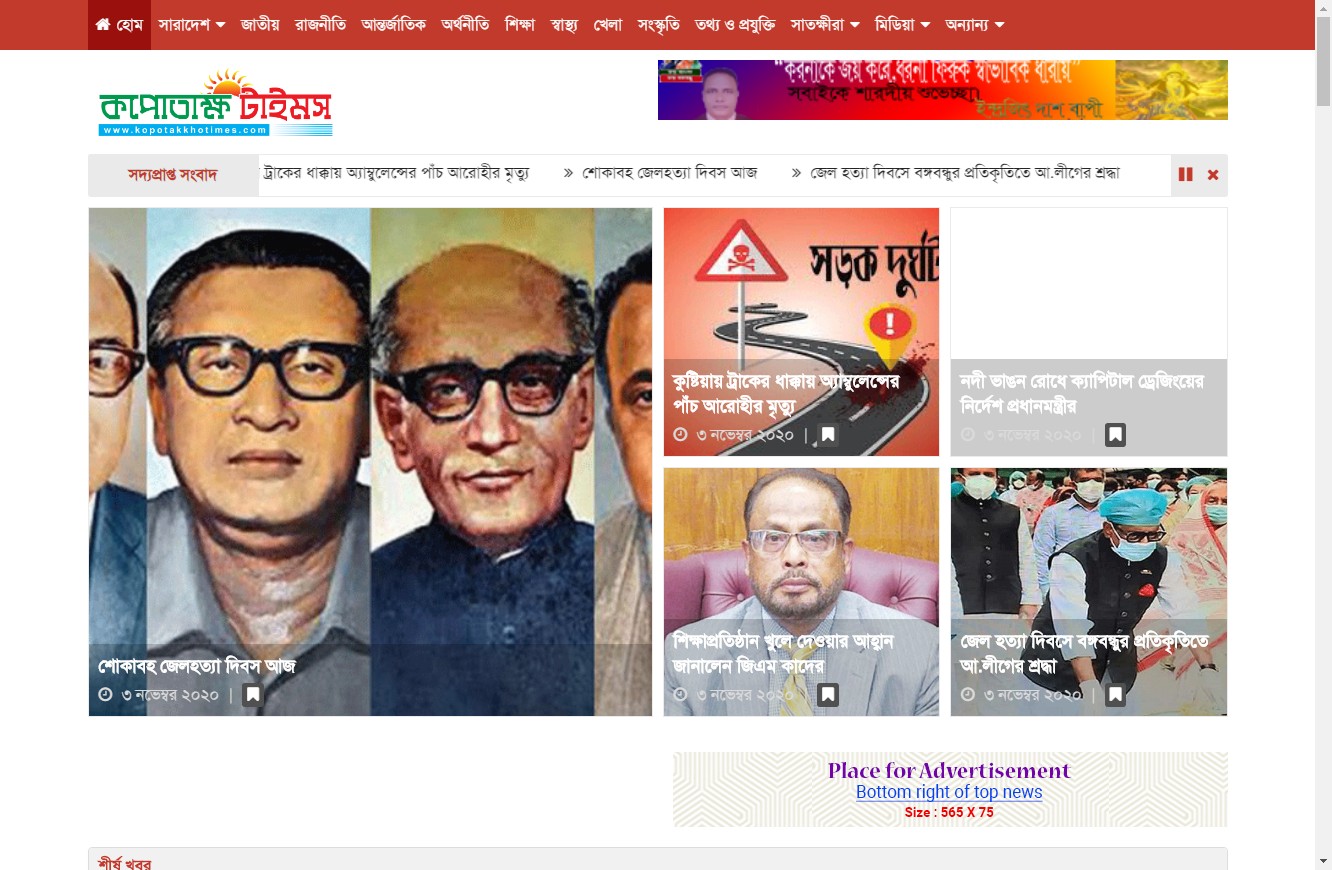 হোম সারাদেশ জাতীয় রাজনীতি আন্তর্জাতিক অর্থনীতি শিক্ষা স্বাস্থ্য খেলা সংস্কৃতি তথ্য ও প্রযুক্তি সাতক্ষীরা মিডিয়া অন্যান্য
কপোতাক্ষ টাইমস
www.kopotakkhotimes.com
“করনাকে জয় করে,ধরনা ফিরুক স্বাভাবিক ধারায়”
সবাইকে শারদীয় শুভেচ্ছা।
ইন্দ্রজিৎ দাশ বাপী
সদ্যপ্রাপ্ত সংবাদ
ট্রাকের ধাক্কায় অ্যাম্বুলেন্সের পাঁচ আরোহীর মৃত্যু » শোকাবহ জেলহত্যা দিবস আজ » জেল হত্যা দিবসে বঙ্গবন্ধুর প্রতিকৃতিতে আ.লীগের শ্রদ্ধা
শোকাবহ জেলহত্যা দিবস আজ
৩ নভেম্বর ২০২০ |
সড়ক দুর্ঘট
কুষ্টিয়ায় ট্রাকের ধাক্কায় অ্যাম্বুলেন্সের
পাঁচ আরোহীর মৃত্যু
৩ নভেম্বর ২০২০ |
নদী ভাঙন রোধে ক্যাপিটাল ড্রেজিংয়ের
নির্দেশ প্রধানমন্ত্রীর
৩ নভেম্বর ২০২০ |
শিক্ষাপ্রতিষ্ঠান খুলে দেওয়ার আহ্বান
জানালেন জিএম কাদের
৩ নভেম্বর ২০২০ |
জেল হত্যা দিবসে বঙ্গবন্ধুর প্রতিকৃতিতে
আ.লীগের শ্রদ্ধা
৩ নভেম্বর ২০২০ |
Place for Advertisement
Bottom right of top news
Size : 565 X 75
শীর্ষ খবর